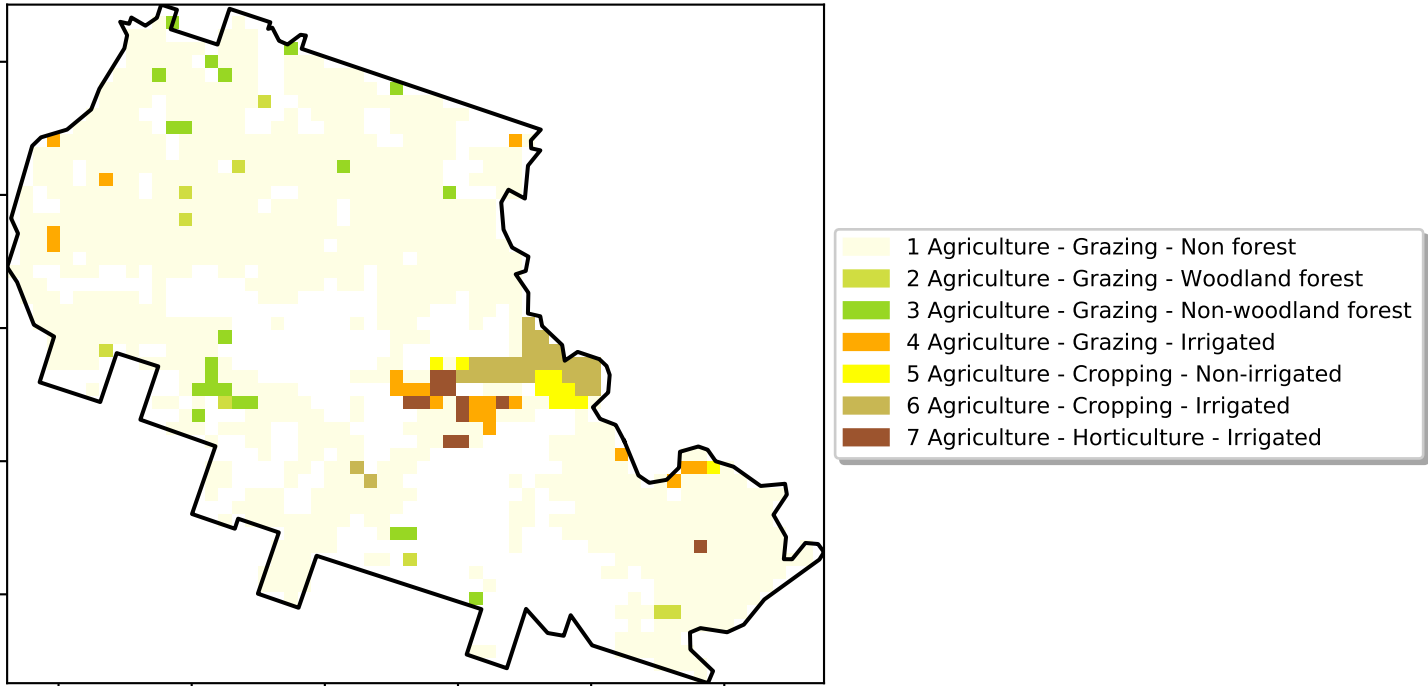 1 Agriculture - Grazing - Non forest
2 Agriculture - Grazing - Woodland forest
3 Agriculture - Grazing - Non-woodland forest
4 Agriculture - Grazing - Irrigated
5 Agriculture - Cropping - Non-irrigated
6 Agriculture - Cropping - Irrigated
7 Agriculture - Horticulture - Irrigated